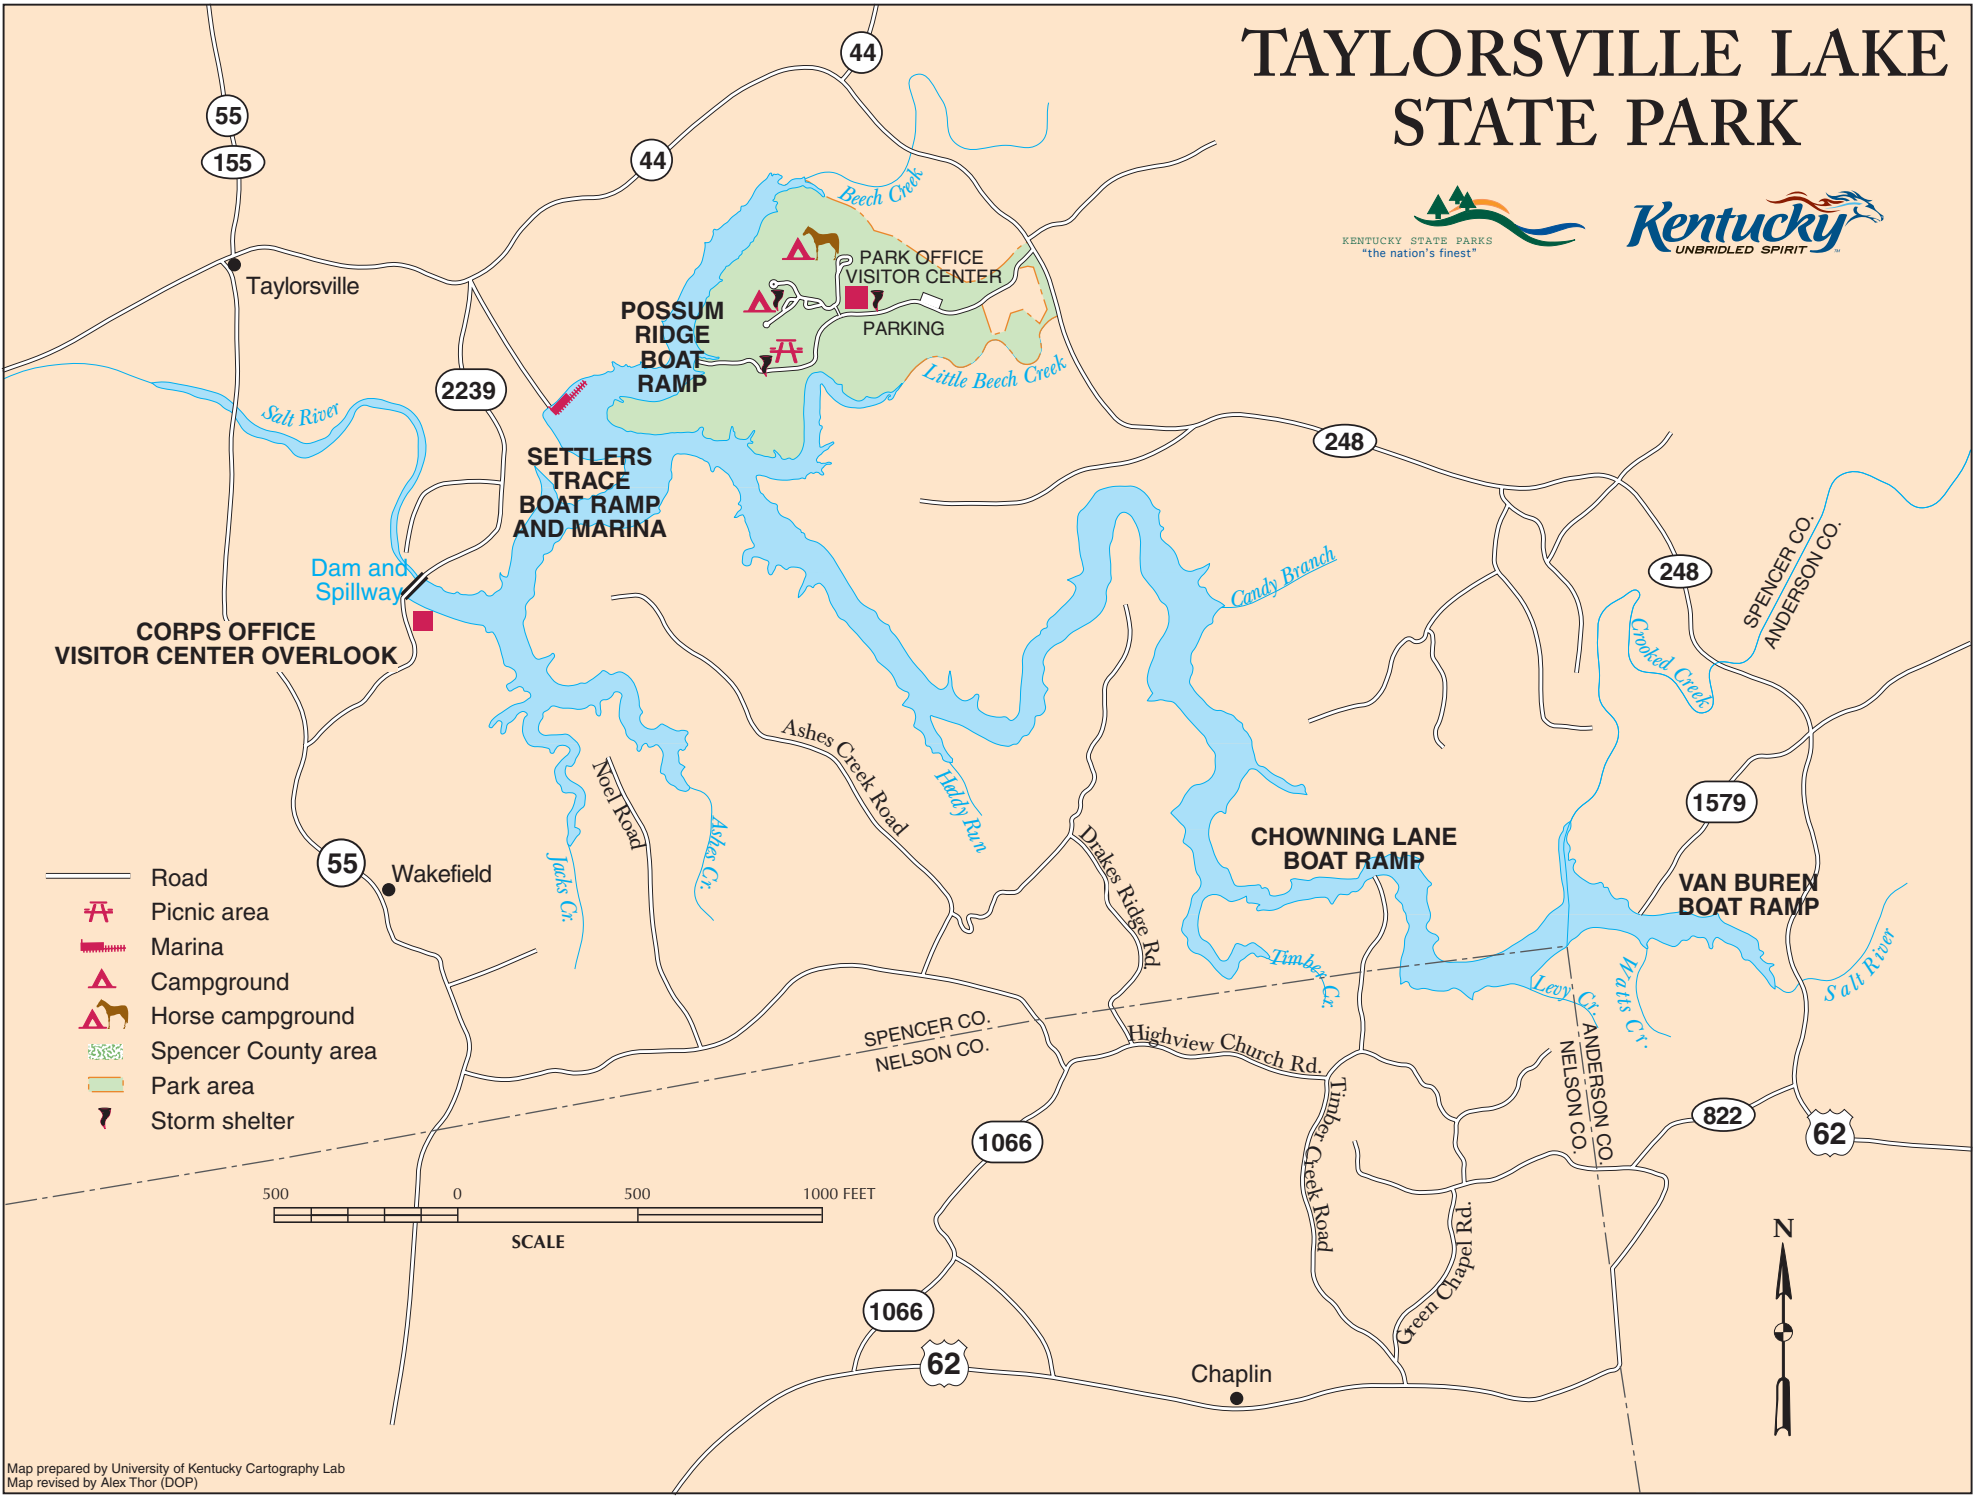 TAYLORSVILLE LAKE
STATE PARK
KENTUCKY STATE PARKS
"the nation's finest"
Kentucky
UNBRIDLED SPIRIT
TM
44
55
155
44
Beech Creek
PARK OFFICE
VISITOR CENTER
PARKING
Taylorsville
POSSUM
RIDGE
BOAT
RAMP
Little Beech Creek
2239
Salt River
248
SETTLERS
TRACE
BOAT RAMP
AND MARINA
Dam and
Spillway
CORPS OFFICE
VISITOR CENTER OVERLOOK
Candy Branch
248
SPENCER CO.
ANDERSON CO.
Crooked Creek
Ashes Creek Road
Noel Road
Heddy Run
Ashes Cr.
Jacks Cr.
Drakes Ridge Rd.
1579
CHOWNING LANE
BOAT RAMP
VAN BUREN
BOAT RAMP
55
Wakefield
Road
Picnic area
Marina
Campground
Horse campground
Spencer County area
Park area
Storm shelter
Timber Cr.
Levy Cr.
Watts Cr.
Salt River
SPENCER CO.
NELSON CO.
Highview Church Rd.
ANDERSON CO.
NELSON CO.
Timber Creek Road
1066
822
62
Green Chapel Rd.
500
0
500
1000 FEET
SCALE
N
1066
62
Chaplin
Map prepared by University of Kentucky Cartography Lab
Map revised by Alex Thor (DOP)